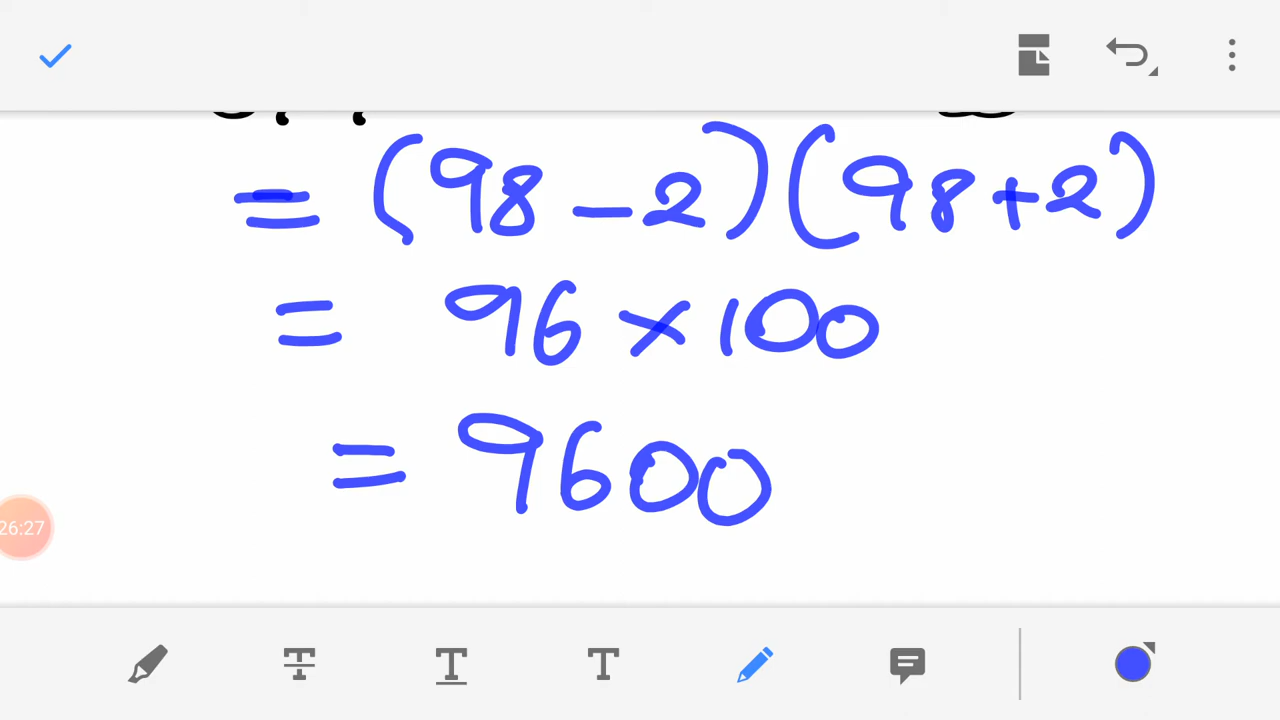 = (98 - 2)(98 + 2)
= 96 × 100
= 9600
26:27
T T T